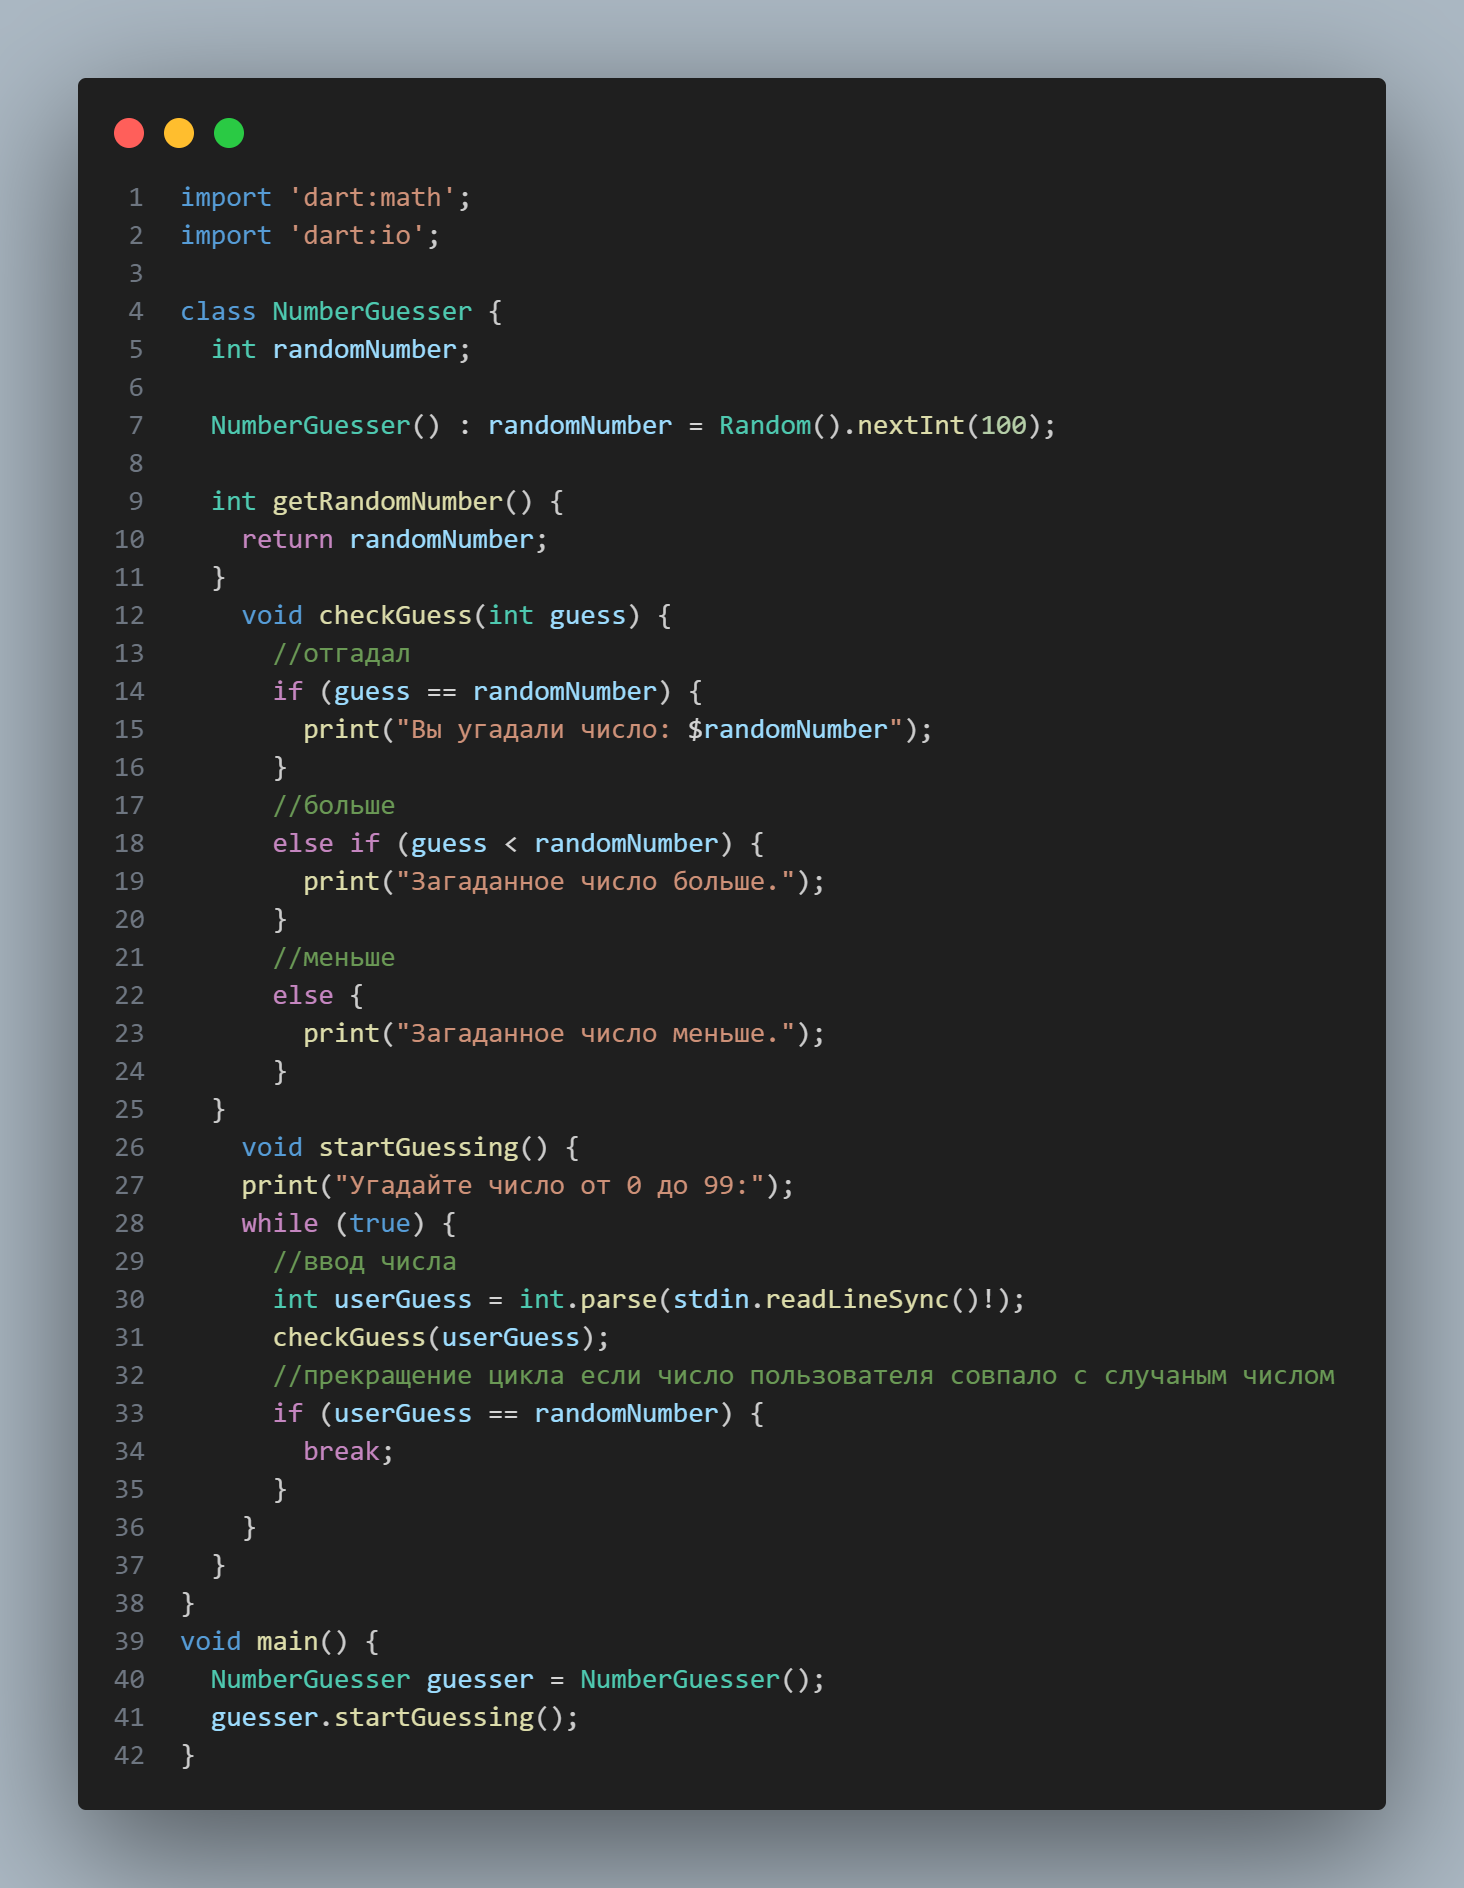 1 import 'dart:math';
2 import 'dart:io';
3
4 class NumberGuesser {
5   int randomNumber;
6
7   NumberGuesser() : randomNumber = Random().nextInt(100);
8
9   int getRandomNumber() {
10     return randomNumber;
11   }
12     void checkGuess(int guess) {
13       //отгадал
14       if (guess == randomNumber) {
15         print("Вы угадали число: $randomNumber");
16       }
17       //больше
18       else if (guess < randomNumber) {
19         print("Загаданное число больше.");
20       }
21       //меньше
22       else {
23         print("Загаданное число меньше.");
24       }
25   }
26     void startGuessing() {
27     print("Угадайте число от 0 до 99:");
28     while (true) {
29       //ввод числа
30       int userGuess = int.parse(stdin.readLineSync()!);
31       checkGuess(userGuess);
32       //прекращение цикла если число пользователя совпало с случаным числом
33       if (userGuess == randomNumber) {
34         break;
35       }
36     }
37   }
38 }
39 void main() {
40   NumberGuesser guesser = NumberGuesser();
41   guesser.startGuessing();
42 }